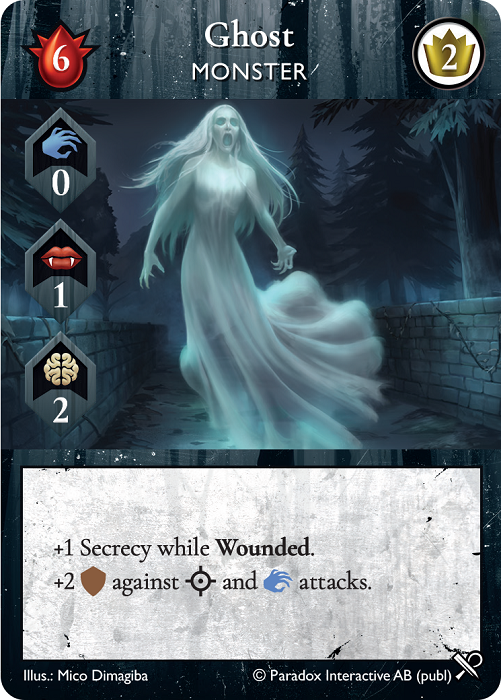 6
Ghost
2
MONSTER
0
1
2
+1 Secrecy while Wounded.
+2 against and attacks.
Illus.: Mico Dimagiba
© Paradox Interactive AB (publ)